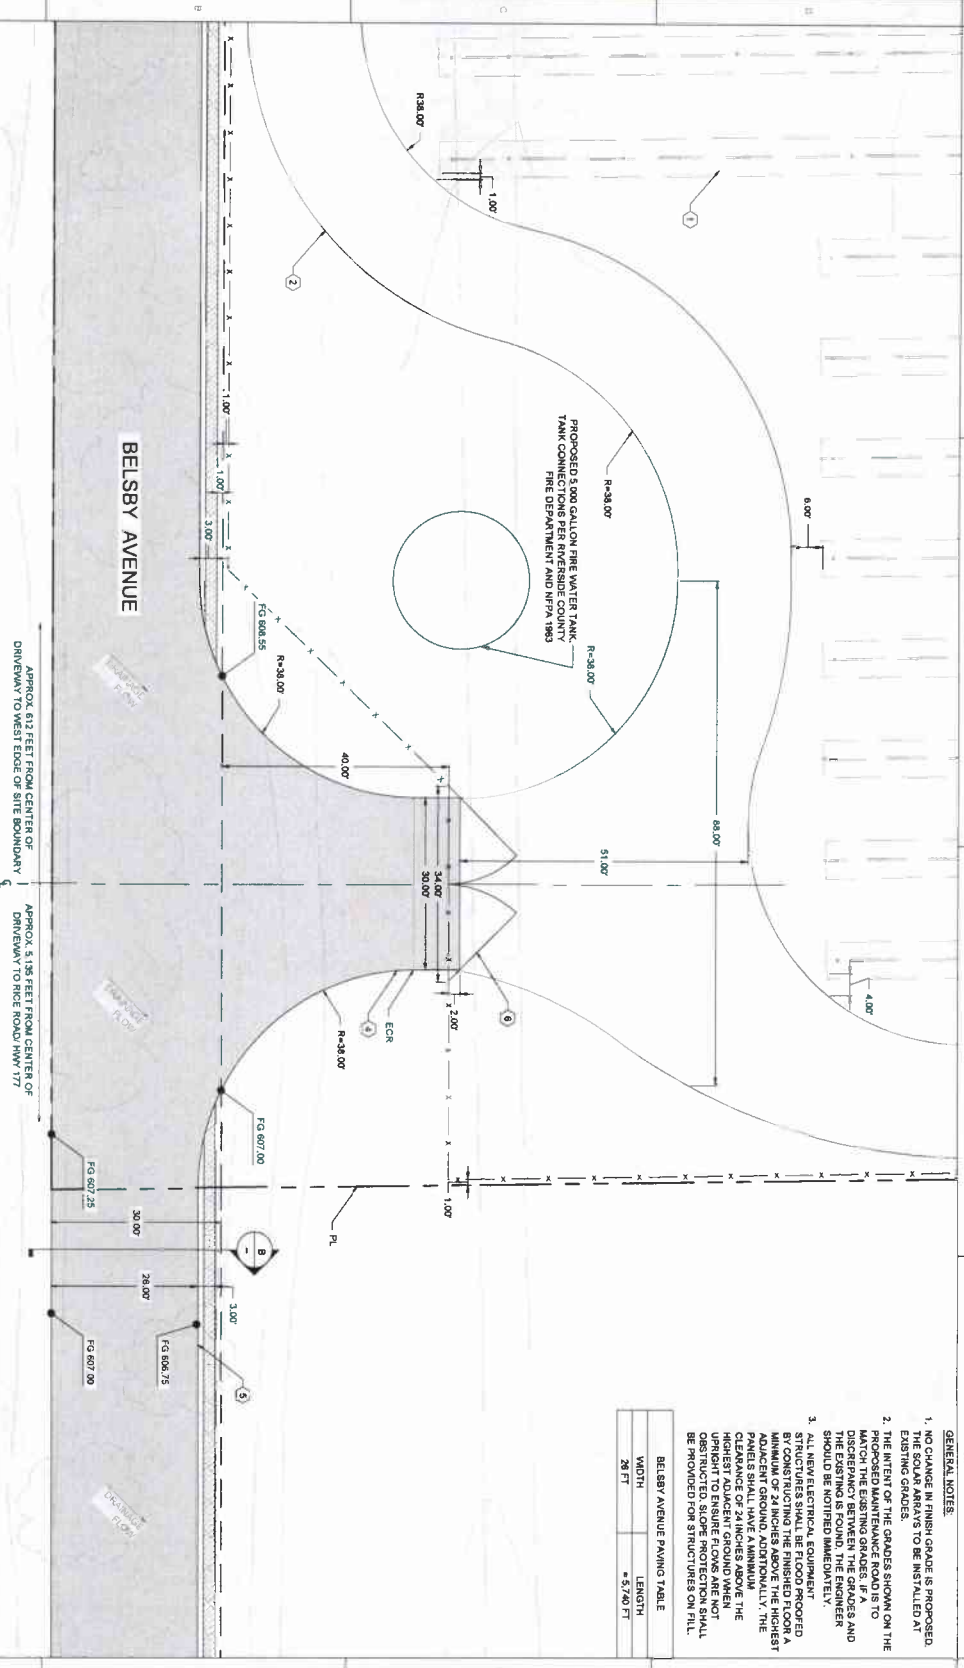 GENERAL NOTES:
1. NO CHANGE IN FINISH GRADE IS PROPOSED.
THE SOLAR ARRAYS TO BE INSTALLED AT
EXISTING GRADES.
2. THE INTENT OF THE GRADES SHOWN ON THE
PROPOSED MAINTENANCE ROAD IS TO
MATCH THE EXISTING GRADES. IF A
DISCREPANCY BETWEEN THE GRADES AND
THE EXISTING IS FOUND, THE ENGINEER
SHOULD BE NOTIFIED IMMEDIATELY.
3. ALL NEW ELECTRICAL EQUIPMENT
STRUCTURES SHALL BE FLOOD PROOFED
BY CONSTRUCTING THE FINISHED FLOOR A
MINIMUM OF 24 INCHES ABOVE THE HIGHEST
ADJACENT GROUND. ADDITIONALLY, THE
PANELS SHALL HAVE A MINIMUM
CLEARANCE OF 24 INCHES ABOVE THE
HIGHEST ADJACENT GROUND WHEN
UPRIGHT TO ENSURE FLOWS ARE NOT
OBSTRUCTED. SLOPE PROTECTION SHALL
BE PROVIDED FOR STRUCTURES ON FILL.
BELSBY AVENUE PAVING TABLE
WIDTH LENGTH
26 FT ≈ 5,740 FT
C
B
1
R38.00'
1.00'
2
6.00'
R=38.00'
PROPOSED 5,000 GALLON FIRE WATER TANK.
TANK CONNECTIONS PER RIVERSIDE COUNTY
FIRE DEPARTMENT AND NFPA 1963
R=38.00'
88.00'
51.00'
4.00'
1.00'
1.00'
3.00'
FG 608.55
R=38.00'
40.00'
34.00'
30.00'
2.00'
6
ECR
4
R=38.00'
FG 607.00
1.00'
PL
B
-
3.00'
5
BELSBY AVENUE
DRAINAGE
FLOW
DRAINAGE
FLOW
DRAINAGE
FLOW
FG 607.25
30.00'
26.00'
FG 606.75
FG 607.00
APPROX. 612 FEET FROM CENTER OF
DRIVEWAY TO WEST EDGE OF SITE BOUNDARY
APPROX. 5,135 FEET FROM CENTER OF
DRIVEWAY TO RICE ROAD/ HWY 177